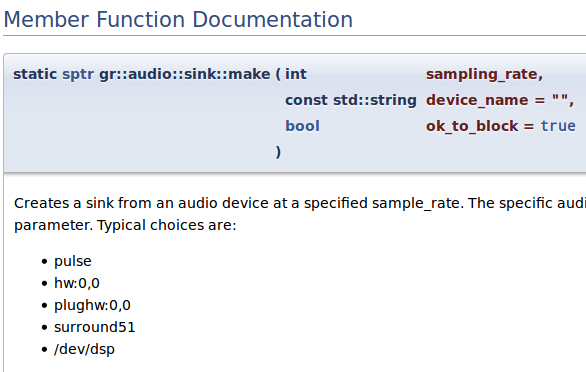 Member Function Documentation
static sptr gr::audio::sink::make ( int sampling_rate,
const std::string device_name = "",
bool ok_to_block = true
)
Creates a sink from an audio device at a specified sample_rate. The specific audi
parameter. Typical choices are:
• pulse
• hw:0,0
• plughw:0,0
• surround51
• /dev/dsp